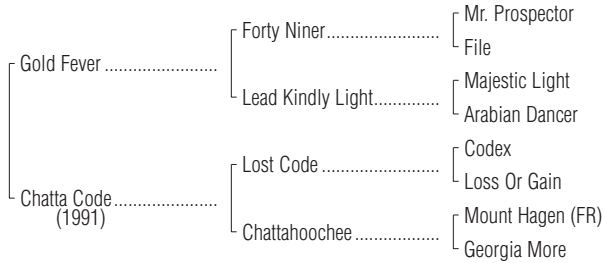 Mr. Prospector
Forty Niner
File
Gold Fever
Majestic Light
Lead Kindly Light
Arabian Dancer
Codex
Lost Code
Loss Or Gain
Chatta Code
(1991)
Mount Hagen (FR)
Chattahoochee
Georgia More